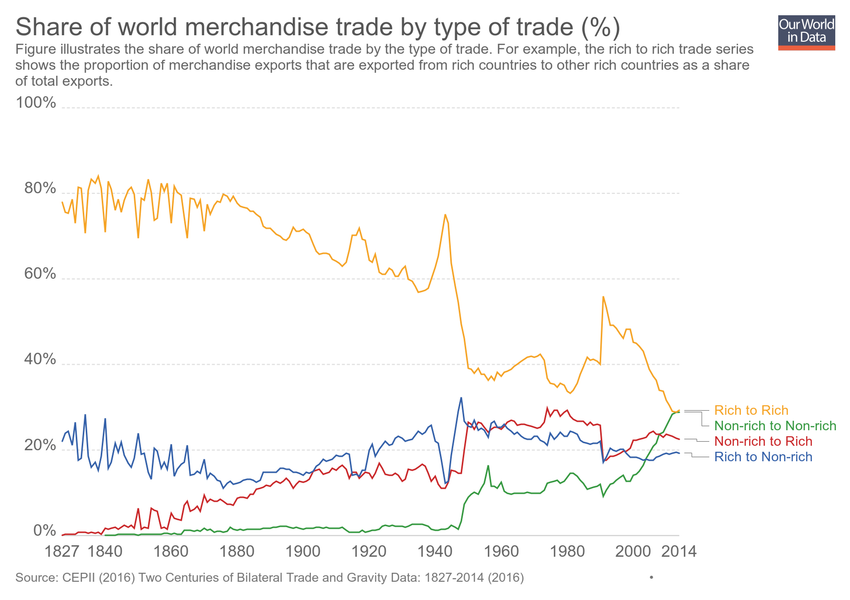 Share of world merchandise trade by type of trade (%)
Our World
in Data
Figure illustrates the share of world merchandise trade by the type of trade. For example, the rich to rich trade series
shows the proportion of merchandise exports that are exported from rich countries to other rich countries as a share
of total exports.
100%
80%
60%
40%
20%
0%
Rich to Rich
Non-rich to Non-rich
Non-rich to Rich
Rich to Non-rich
1827 1840 1860 1880 1900 1920 1940 1960 1980 2000 2014
Source: CEPII (2016) Two Centuries of Bilateral Trade and Gravity Data: 1827-2014 (2016) •